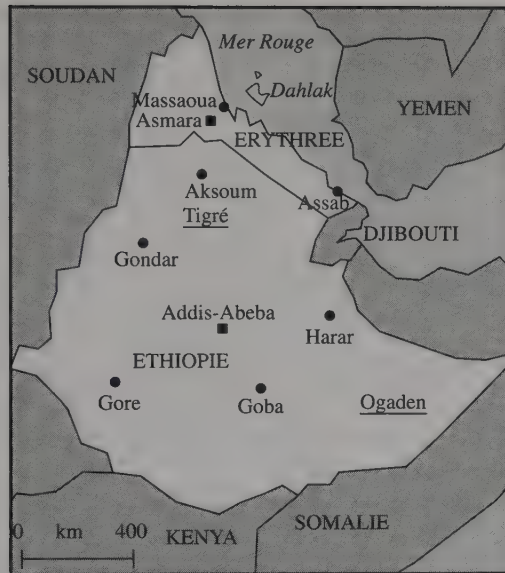 Mer Rouge
SOUDAN
Dahlak
Massaoua
YEMEN
Asmara
ERYTHREE
Aksoum
Assab
Tigré
DJIBOUTI
Gondar
Addis-Abeba
Harar
ETHIOPIE
Gore
Goba
Ogaden
0 km 400
KENYA
SOMALIE